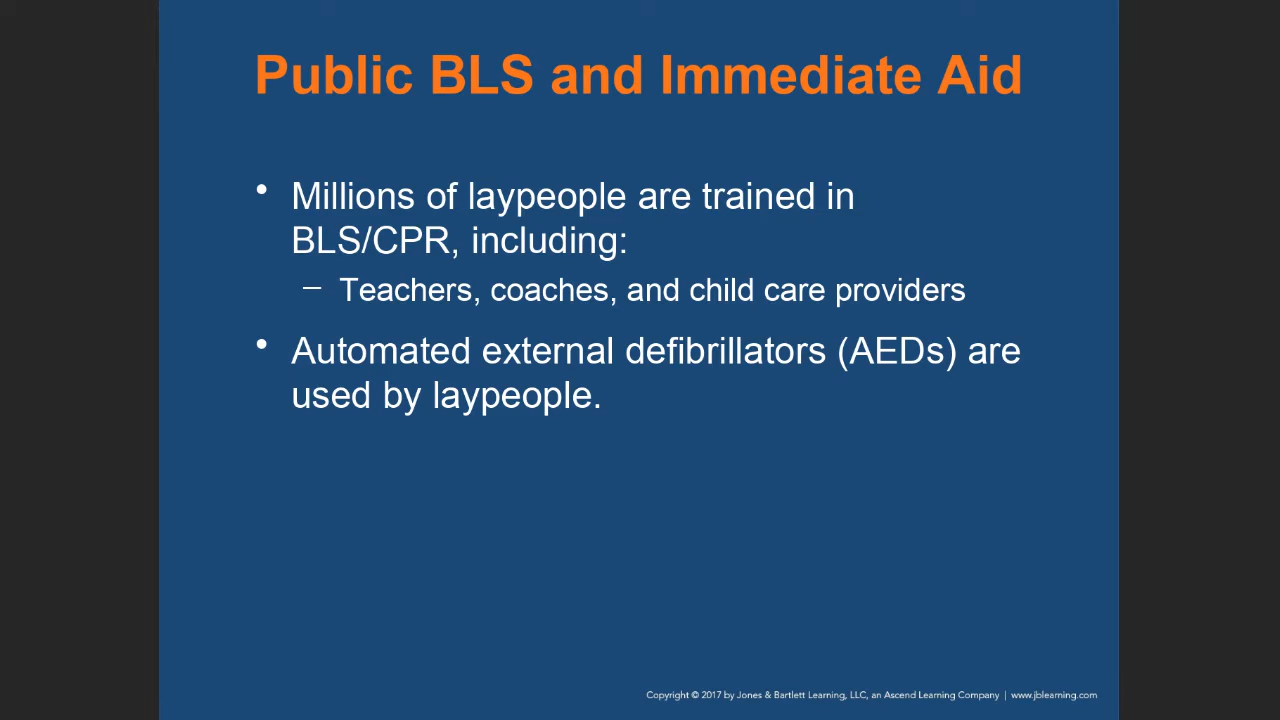 Public BLS and Immediate Aid
• Millions of laypeople are trained in
BLS/CPR, including:
– Teachers, coaches, and child care providers
• Automated external defibrillators (AEDs) are
used by laypeople.
Copyright © 2017 by Jones & Bartlett Learning, LLC, an Ascend Learning Company | www.jblearning.com